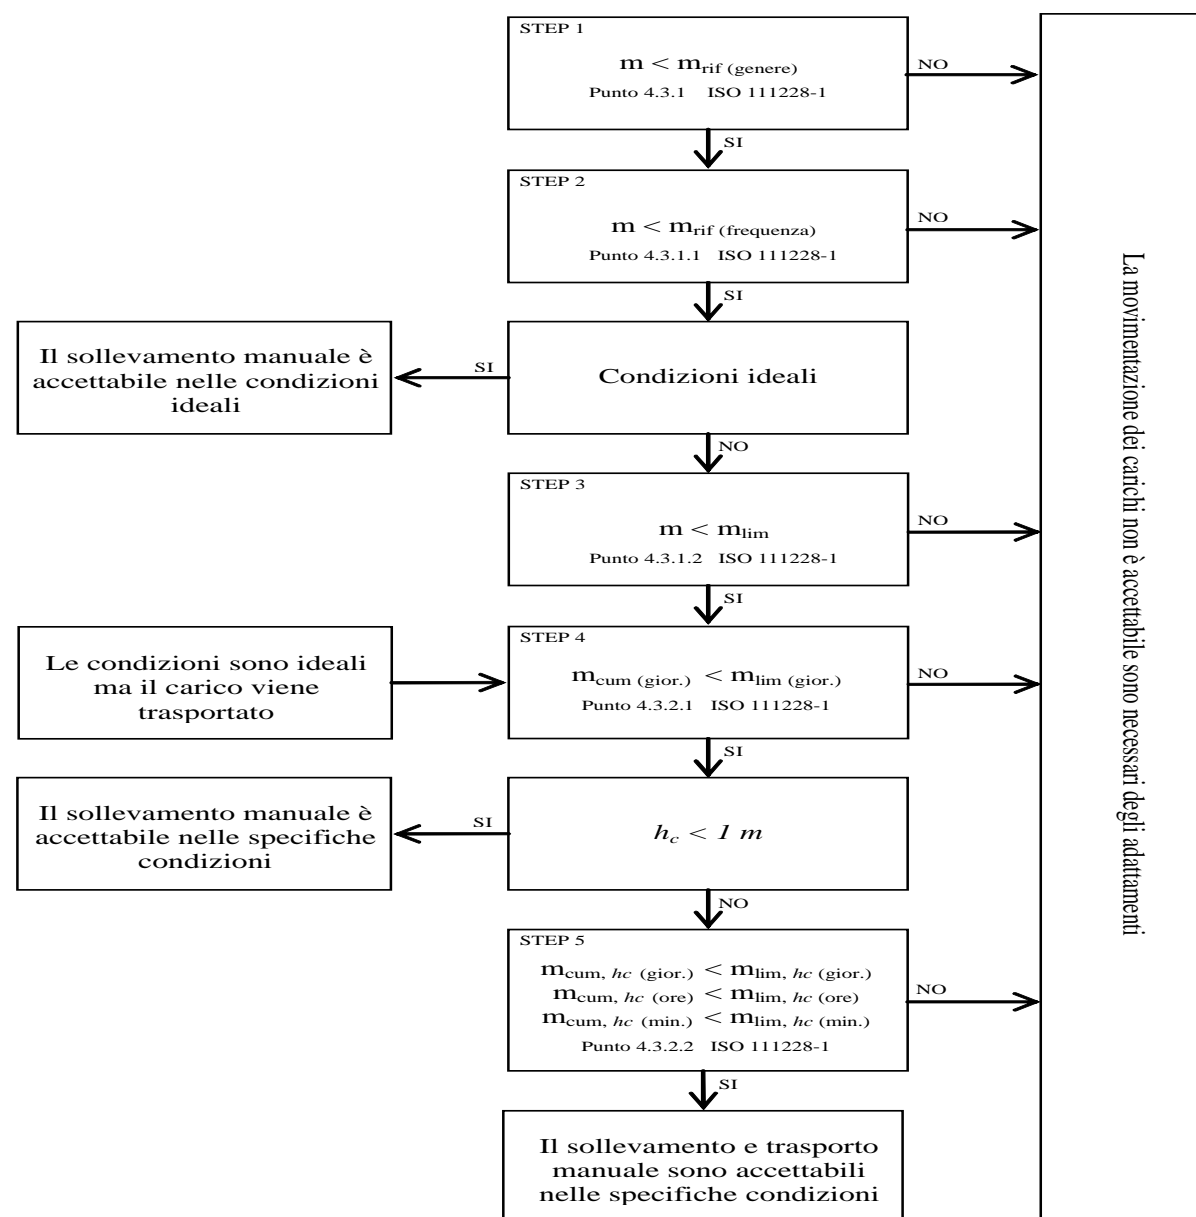 STEP 1
m < mrif (genere)
Punto 4.3.1 ISO 111228-1
NO
SI
STEP 2
m < mrif (frequenza)
Punto 4.3.1.1 ISO 111228-1
NO
SI
Il sollevamento manuale è
accettabile nelle condizioni
ideali
SI
Condizioni ideali
NO
STEP 3
m < mlim
Punto 4.3.1.2 ISO 111228-1
NO
SI
Le condizioni sono ideali
ma il carico viene
trasportato
STEP 4
mcum (gior.) < mlim (gior.)
Punto 4.3.2.1 ISO 111228-1
NO
SI
Il sollevamento manuale è
accettabile nelle specifiche
condizioni
SI
hc < 1 m
NO
STEP 5
mcum, hc (gior.) < mlim, hc (gior.)
mcum, hc (ore) < mlim, hc (ore)
mcum, hc (min.) < mlim, hc (min.)
Punto 4.3.2.2 ISO 111228-1
NO
SI
Il sollevamento e trasporto
manuale sono accettabili
nelle specifiche condizioni
La movimentazione dei carichi non è accettabile sono necessari degli adattamenti